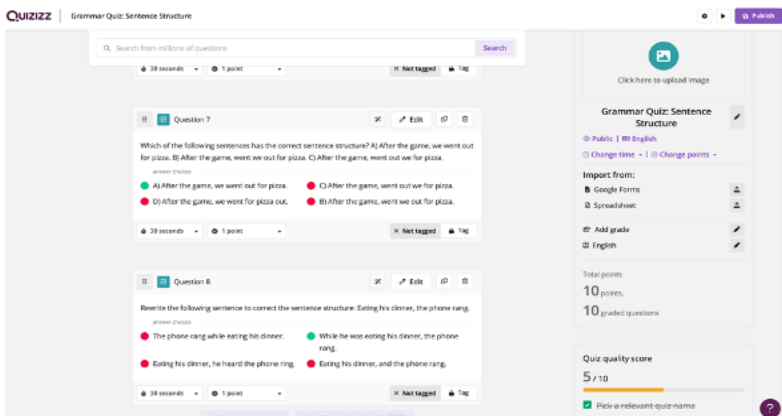 QUIZIZZ
Grammar Quiz: Sentence Structure
Publish
Search from millions of questions
Search
30 seconds
1 point
Not tagged
Tag
Question 7
Edit
Which of the following sentences has the correct sentence structure? A) After the game, we went out
for pizza. B) After the game, went we out for pizza. C) After the game, went out we for pizza.
answer choices
A) After the game, we went out for pizza.
C) After the game, went out we for pizza.
D) After the game, we went for pizza out.
B) After the game, went we out for pizza.
30 seconds
1 point
Not tagged
Tag
Question 8
Edit
Rewrite the following sentence to correct the sentence structure: Eating his dinner, the phone rang.
answer choices
The phone rang while eating his dinner.
While he was eating his dinner, the phone
rang.
Eating his dinner, he heard the phone ring.
Eating his dinner, and the phone rang.
30 seconds
1 point
Not tagged
Tag
Click here to upload image
Grammar Quiz: Sentence
Structure
Public | English
Change time | Change points
Import from:
Google Forms
Spreadsheet
Add grade
English
Total points
10 points,
10 graded questions
Quiz quality score
5 / 10
Pick a relevant quiz name
?